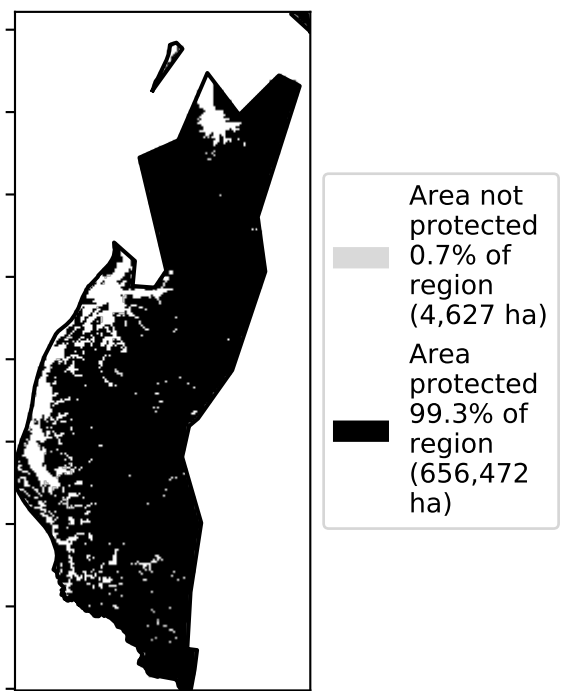 Area not
protected
0.7% of
region
(4,627 ha)
Area
protected
99.3% of
region
(656,472
ha)